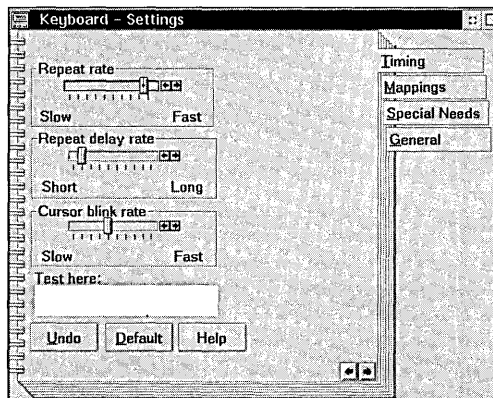 Keyboard - Settings
Timing
Mappings
Special Needs
General
Repeat rate
Slow Fast
Repeat delay rate
Short Long
Cursor blink rate
Slow Fast
Test here:
Undo Default Help